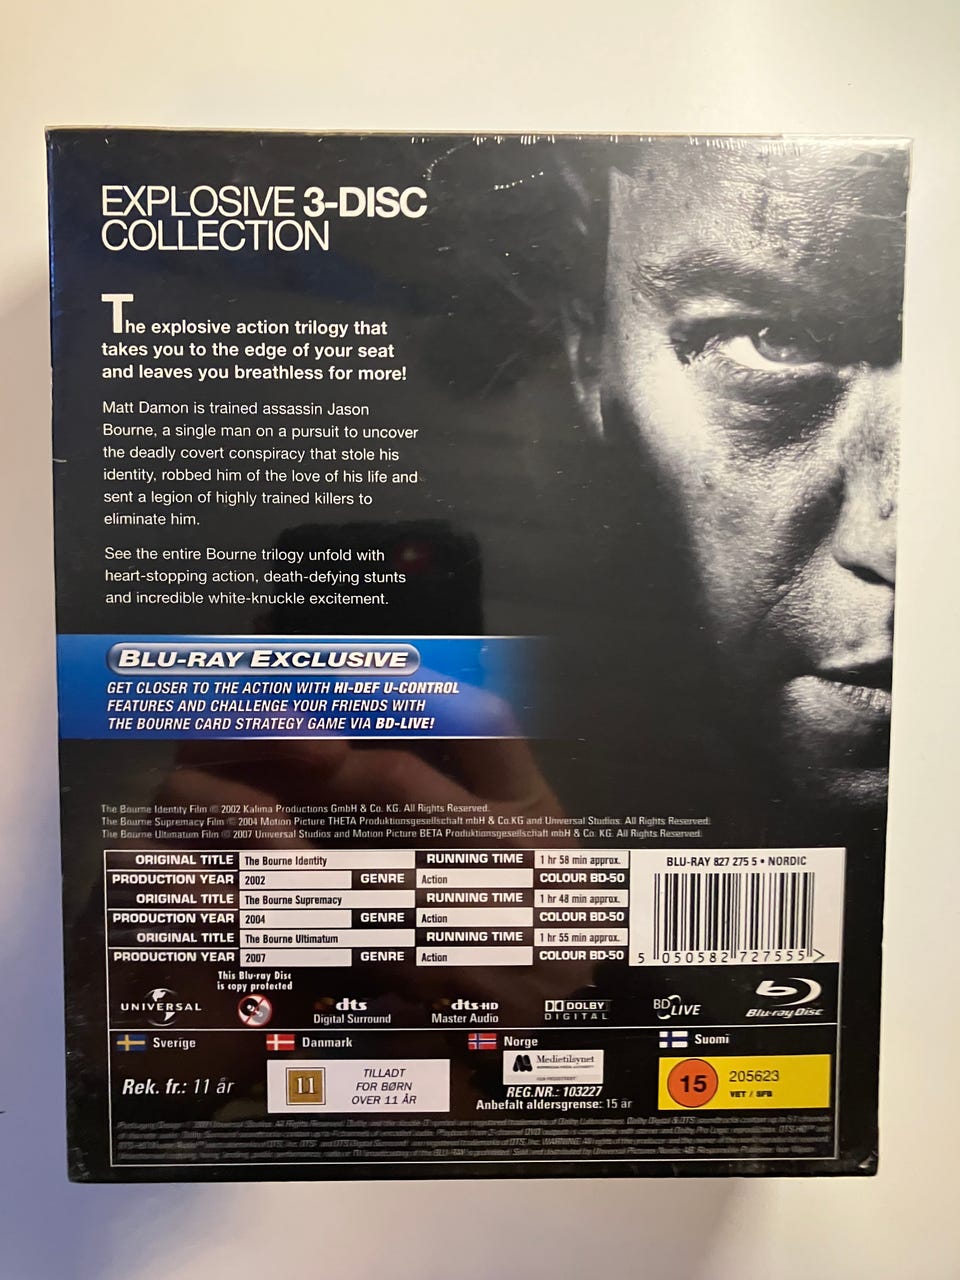 EXPLOSIVE 3-DISC
COLLECTION
The explosive action trilogy that
takes you to the edge of your seat
and leaves you breathless for more!
Matt Damon is trained assassin Jason
Bourne, a single man on a pursuit to uncover
the deadly covert conspiracy that stole his
identity, robbed him of the love of his life and
sent a legion of highly trained killers to
eliminate him.
See the entire Bourne trilogy unfold with
heart-stopping action, death-defying stunts
and incredible white-knuckle excitement.
BLU-RAY EXCLUSIVE
GET CLOSER TO THE ACTION WITH HI-DEF U-CONTROL
FEATURES AND CHALLENGE YOUR FRIENDS WITH
THE BOURNE CARD STRATEGY GAME VIA BD-LIVE!
The Bourne Identity Film © 2002 Kalima Productions GmbH & Co. KG. All Rights Reserved.
The Bourne Supremacy Film © 2004 Motion Picture THETA Produktionsgesellschaft mbH & Co.KG and Universal Studios. All Rights Reserved.
The Bourne Ultimatum Film © 2007 Universal Studios and Motion Picture BETA Produktionsgesellschaft mbH & Co. KG. All Rights Reserved.
ORIGINAL TITLE The Bourne Identity RUNNING TIME 1 hr 58 min approx.
PRODUCTION YEAR 2002 GENRE Action COLOUR BD-50
ORIGINAL TITLE The Bourne Supremacy RUNNING TIME 1 hr 48 min approx.
PRODUCTION YEAR 2004 GENRE Action COLOUR BD-50
ORIGINAL TITLE The Bourne Ultimatum RUNNING TIME 1 hr 55 min approx.
PRODUCTION YEAR 2007 GENRE Action COLOUR BD-50
BLU-RAY 827 275 5 • NORDIC
5 050582 727555 >
This Blu-ray Disc
is copy protected
UNIVERSAL
dts
Digital Surround
dts-HD
Master Audio
DOLBY
DIGITAL
BD LIVE
Blu-ray Disc
Sverige
Danmark
Norge
Suomi
Rek. fr.: 11 år
11
TILLADT
FOR BØRN
OVER 11 ÅR
Medietilsynet
REG.NR.: 103227
Anbefalt aldersgrense: 15 år
15
205623
VET / SFB